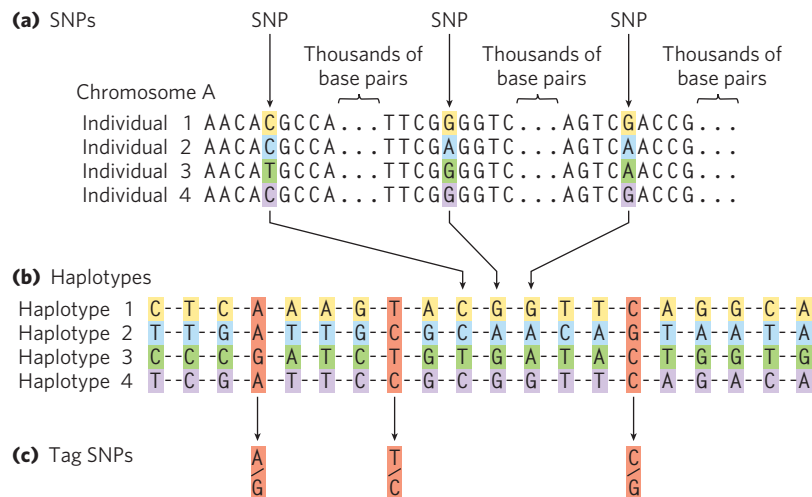 (a) SNPs SNP SNP SNP
Thousands of base pairs Thousands of base pairs Thousands of base pairs
Chromosome A
Individual 1 AACACGCCA...TTCGGGGTC...AGTCGACCG...
Individual 2 AACACGCCA...TTCGAGGTC...AGTCAACCG...
Individual 3 AACATGCCA...TTCGGGGTC...AGTCAACCG...
Individual 4 AACACGCCA...TTCGGGGTC...AGTCGACCG...
(b) Haplotypes
Haplotype 1 C-T-C-A-A-A-G-T-A-C-G-G-T-T-C-A-G-G-C-A
Haplotype 2 T-T-G-A-T-T-G-C-G-C-A-A-C-A-G-T-A-A-T-A
Haplotype 3 C-C-C-G-A-T-C-T-G-T-G-A-T-A-C-T-G-G-T-G
Haplotype 4 T-C-G-A-T-T-C-C-G-C-G-G-T-T-C-A-G-A-C-A
(c) Tag SNPs A/G T/C C/G